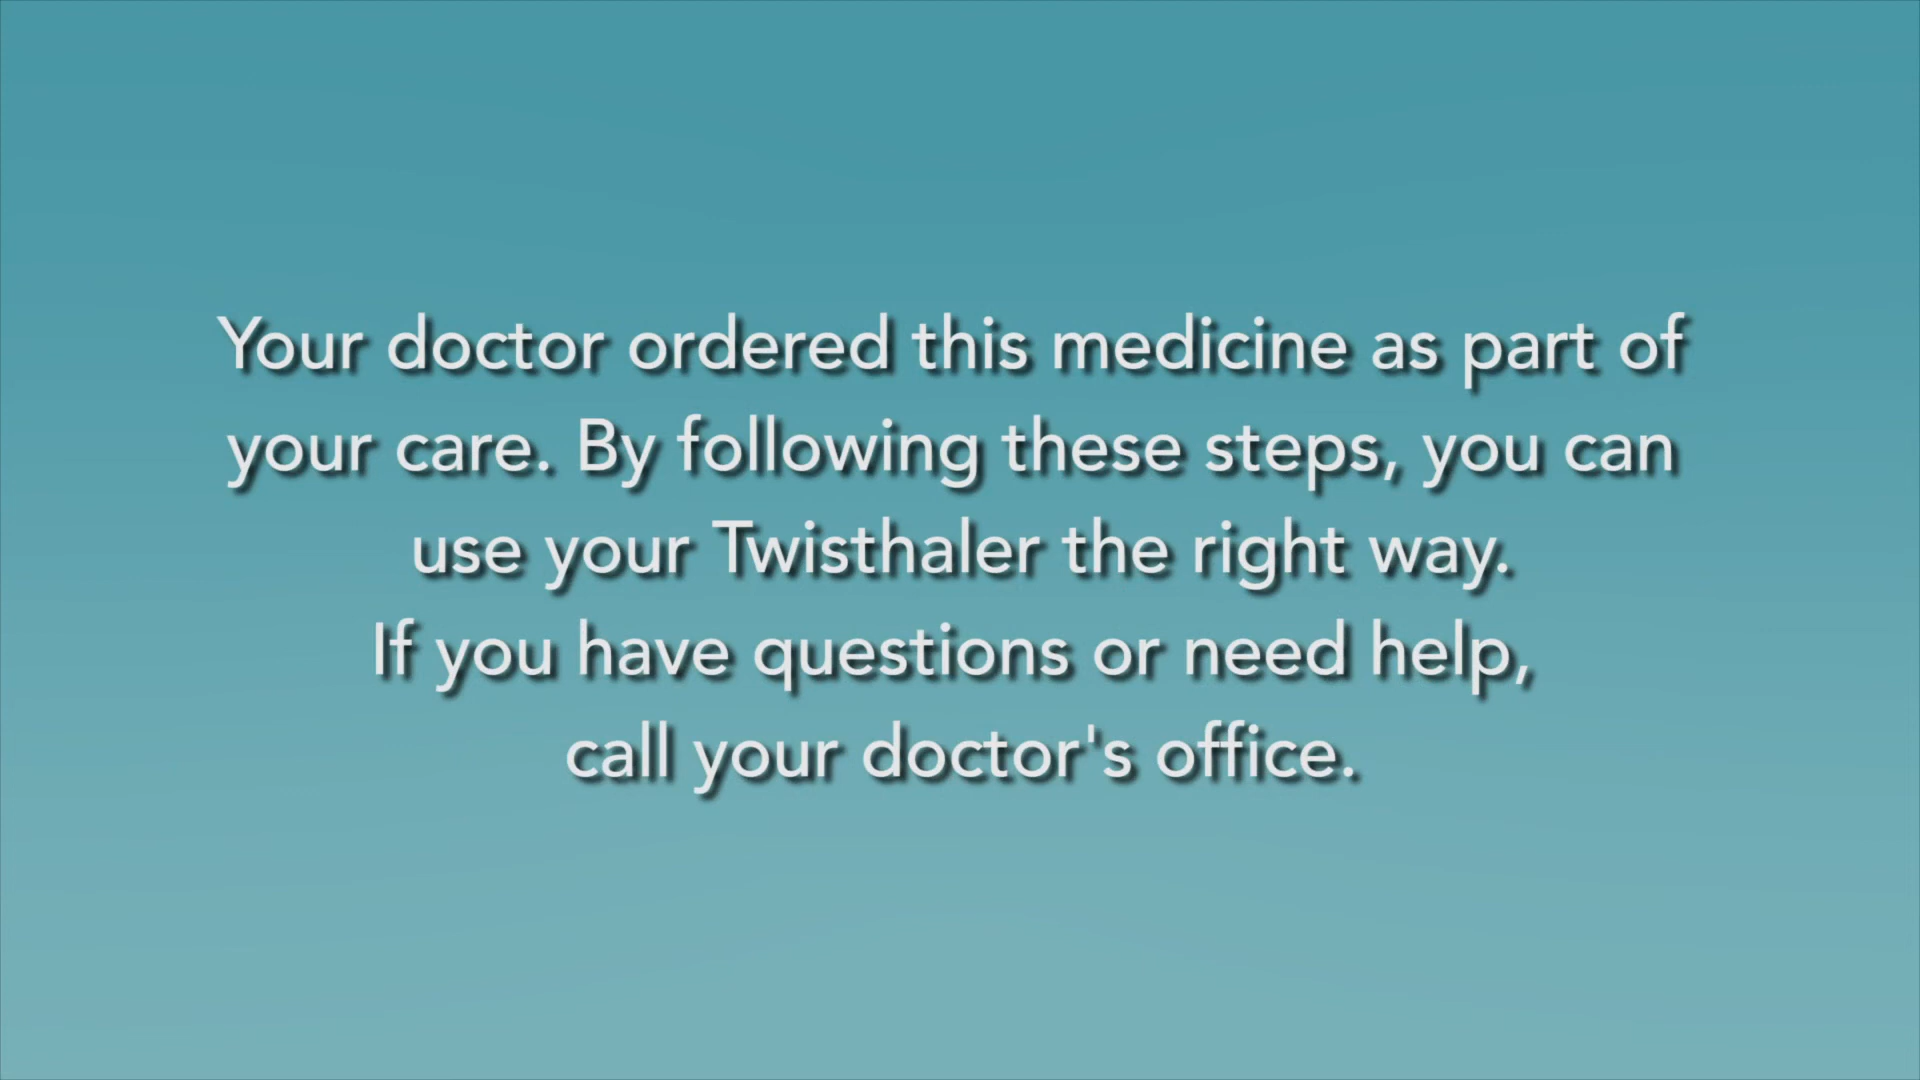 Your doctor ordered this medicine as part of
your care. By following these steps, you can
use your Twisthaler the right way.
If you have questions or need help,
call your doctor's office.